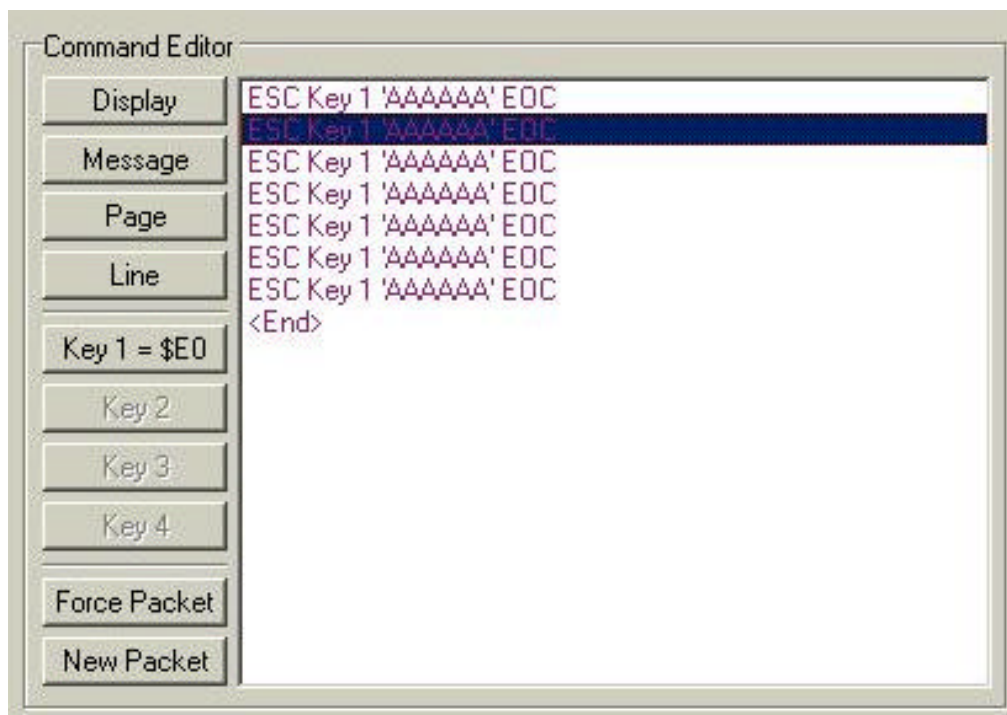 Command Editor
Display
Message
Page
Line
Key 1 = $E0
Key 2
Key 3
Key 4
Force Packet
New Packet
ESC Key 1 'AAAAAA' EOC
ESC Key 1 'AAAAAA' EOC
ESC Key 1 'AAAAAA' EOC
ESC Key 1 'AAAAAA' EOC
ESC Key 1 'AAAAAA' EOC
ESC Key 1 'AAAAAA' EOC
ESC Key 1 'AAAAAA' EOC
<End>